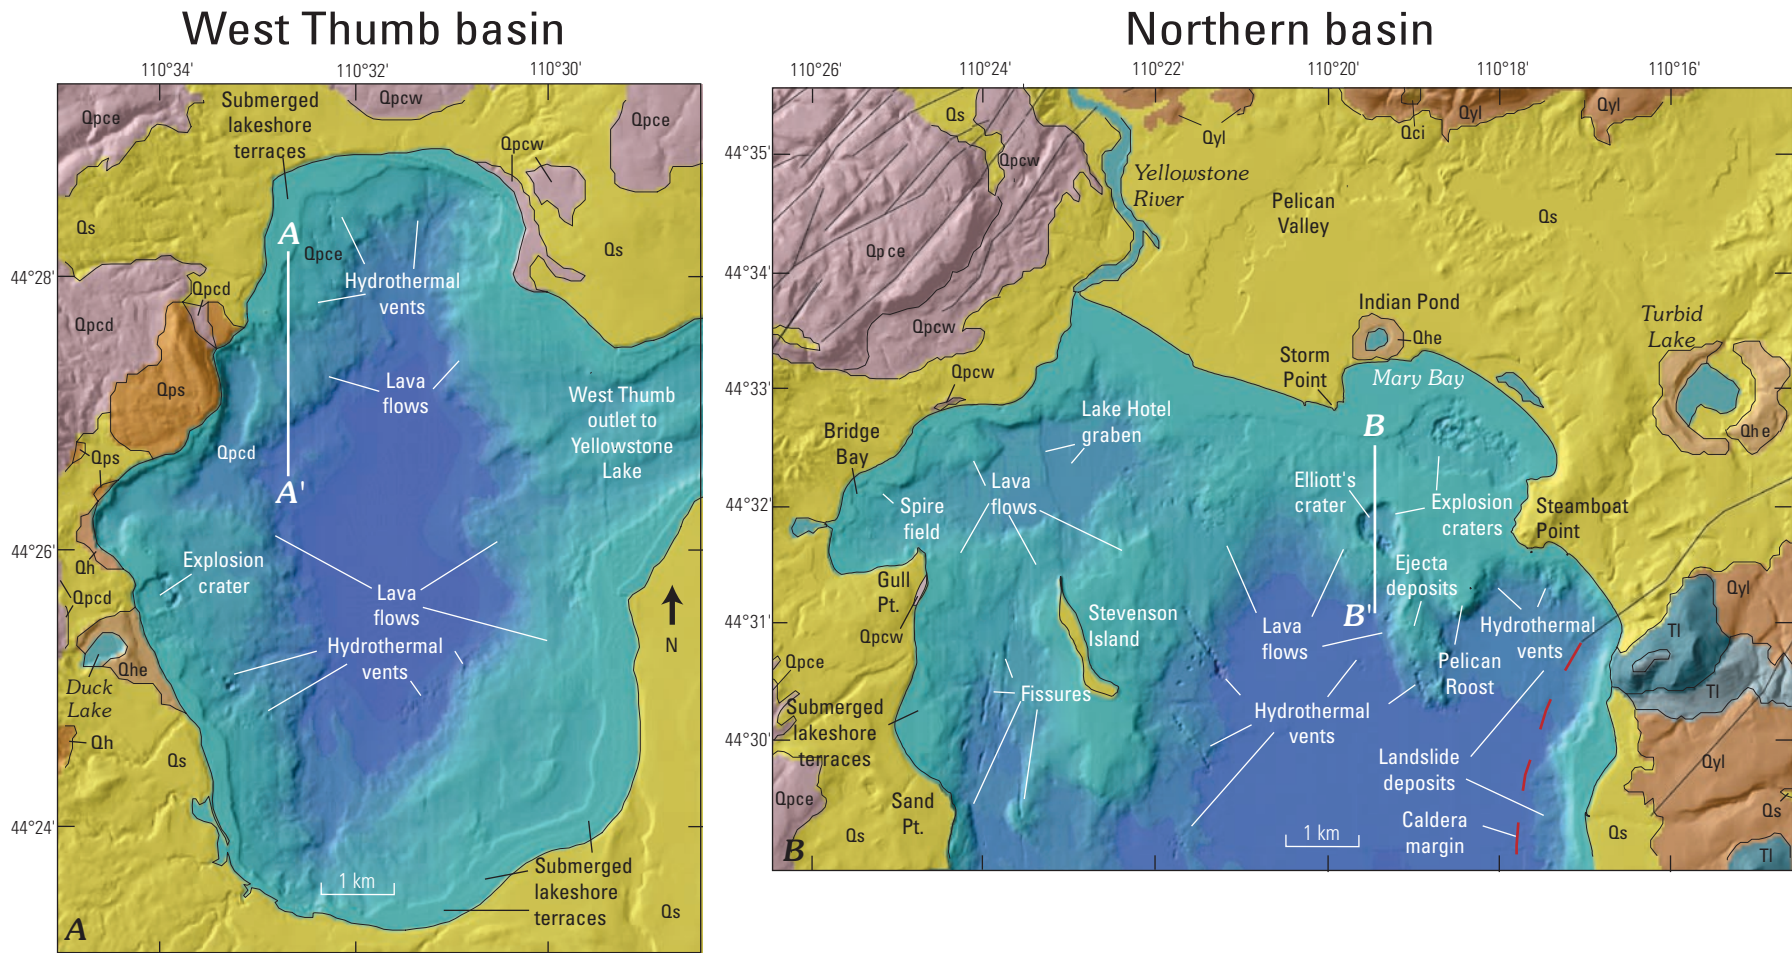 West Thumb basin
110°34'
110°32'
110°30'
Submerged
lakeshore
terraces
Qpce
Qpcw
Qpce
Qpcw
Qs
A
Qpce
Hydrothermal
vents
Qs
44°28'
Qpcd
Qpcd
Lava
flows
Qps
West Thumb
outlet to
Yellowstone
Lake
Qps
Qpcd
A'
44°26'
Qh
Explosion
crater
Qpcd
Lava
flows
N
Hydrothermal
vents
Qhe
Duck
Lake
Qh
Qs
44°24'
1 km
Submerged
lakeshore
terraces
Qs
A
Northern basin
110°26'
110°24'
110°22'
110°20'
110°18'
110°16'
Qs
Qyl
Qci
Qyl
Qyl
44°35'
Qpcw
Yellowstone
River
Pelican
Valley
Qs
Qpce
44°34'
Indian Pond
Turbid
Lake
Qpcw
Qhe
Storm
Point
Mary Bay
44°33'
Qpcw
Lake Hotel
graben
Bridge
Bay
B
Qhe
Lava
flows
Elliott's
crater
Explosion
craters
Steamboat
Point
44°32'
Spire
field
Ejecta
deposits
Gull
Pt.
Qyl
B'
Stevenson
Island
Lava
flows
Hydrothermal
vents
Tl
44°31'
Qpcw
Pelican
Roost
Qpce
Fissures
Tl
Submerged
lakeshore
terraces
Hydrothermal
vents
44°30'
Landslide
deposits
Qyl
Qpce
Sand
Pt.
Qs
Caldera
margin
Qs
Qs
1 km
Tl
B